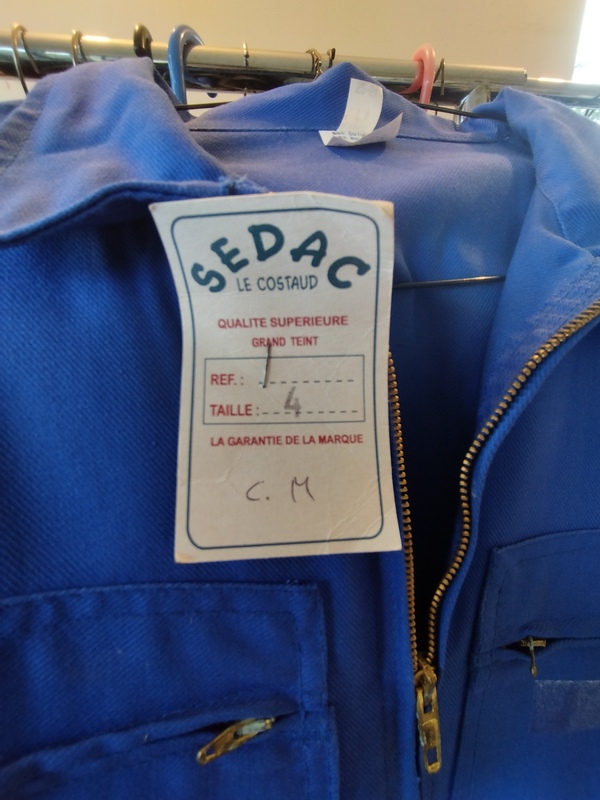 SEDAC
LE COSTAUD
QUALITE SUPERIEURE
GRAND TEINT
REF. : 1
TAILLE : 4
LA GARANTIE DE LA MARQUE
C. M